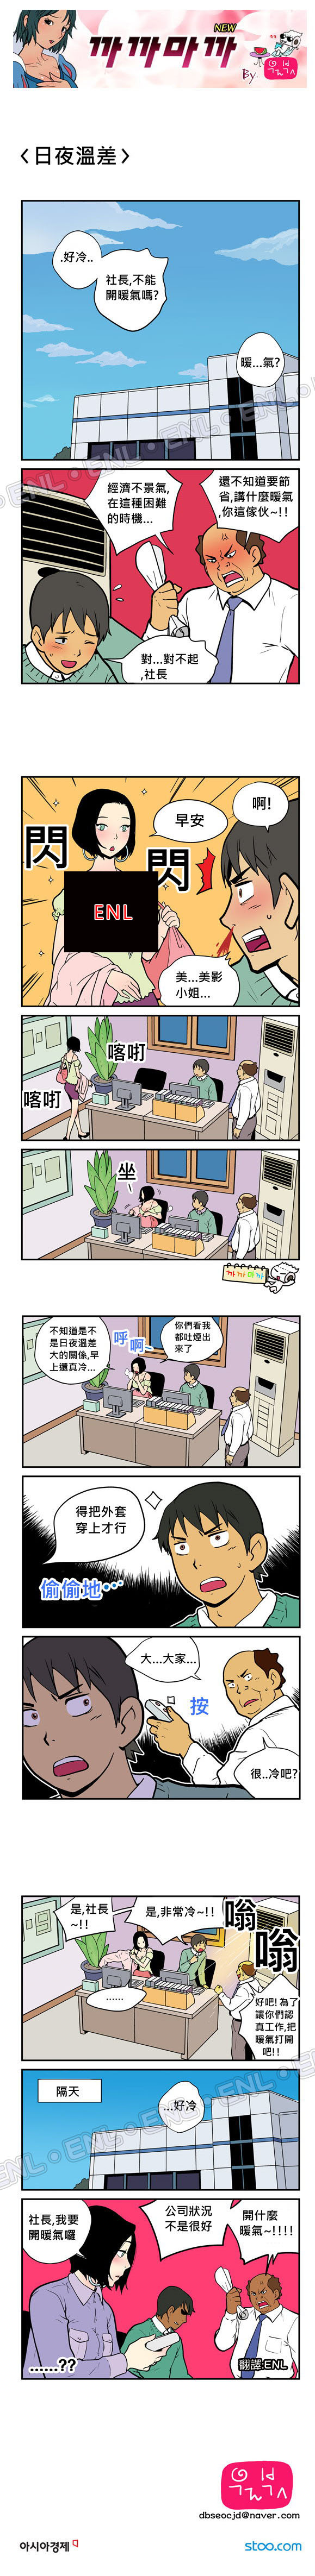 NEW
까까마까
By.
〈日夜溫差〉
.好冷..
社長,不能
開暖氣嗎?
暖...氣?
ENL
經濟不景氣,
在這種困難
的時機...
還不知道要節
省,講什麼暖氣
,你這傢伙~!!
對...對不起
,社長
閃
閃
早安
啊!
ENL
美...美影
小姐...
喀啷
喀啷
坐
까까마까
不知道是不
是日夜溫差
大的關係,早
上還真冷...
呼
啊~
你們看我
都吐煙出
來了
得把外套
穿上才行
偷偷地...
大...大家...
按
很..冷吧?
是,社長
~!!
是,非常冷~!!
嗡
嗡
......
好吧! 為了
讓你們認
真工作,把
暖氣打開
吧!!
隔天
...好冷
ENL
社長,我要
開暖氣囉
公司狀況
不是很好
開什麼
暖氣~!!!!
......??
翻譯:ENL
dbseocjd@naver.com
아시아경제
stoo.com